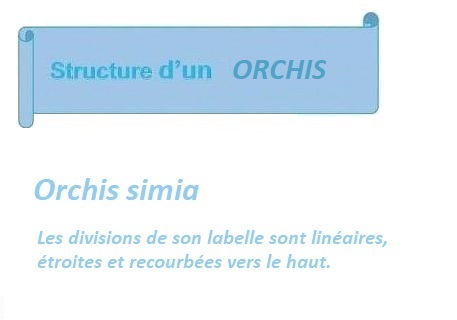 Structure d'un ORCHIS
Orchis simia
Les divisions de son labelle sont linéaires,
étroites et recourbées vers le haut.